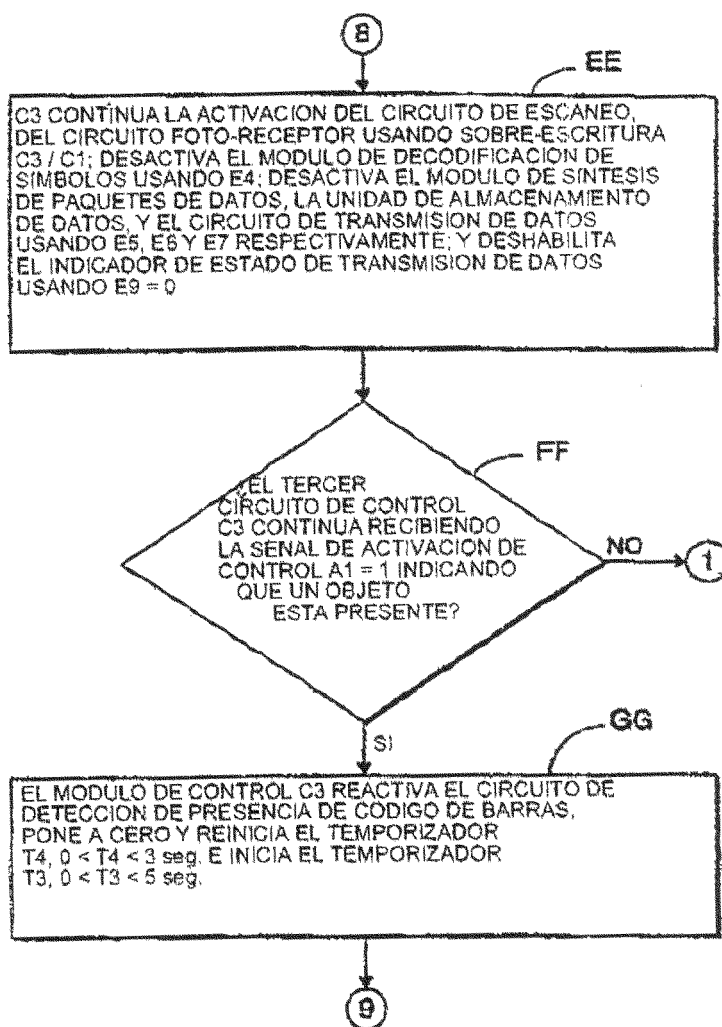 8
EE
C3 CONTINUA LA ACTIVACION DEL CIRCUITO DE ESCANEO,
DEL CIRCUITO FOTO-RECEPTOR USANDO SOBRE-ESCRITURA
C3 / C1; DESACTIVA EL MODULO DE DECODIFICACION DE
SIMBOLOS USANDO E4; DESACTIVA EL MODULO DE SINTESIS
DE PAQUETES DE DATOS, LA UNIDAD DE ALMACENAMIENTO
DE DATOS, Y EL CIRCUITO DE TRANSMISION DE DATOS
USANDO E5, E6 Y E7 RESPECTIVAMENTE; Y DESHABILITA
EL INDICADOR DE ESTADO DE TRANSMISION DE DATOS
USANDO E9 = 0
FF
¿EL TERCER
CIRCUITO DE CONTROL
C3 CONTINUA RECIBIENDO
LA SENAL DE ACTIVACION DE
CONTROL A1 = 1 INDICANDO
QUE UN OBJETO
ESTA PRESENTE?
NO
1
SI
GG
EL MODULO DE CONTROL C3 REACTIVA EL CIRCUITO DE
DETECCION DE PRESENCIA DE CODIGO DE BARRAS,
PONE A CERO Y REINICIA EL TEMPORIZADOR
T4, 0 < T4 < 3 seg. E INICIA EL TEMPORIZADOR
T3, 0 < T3 < 5 seg.
9